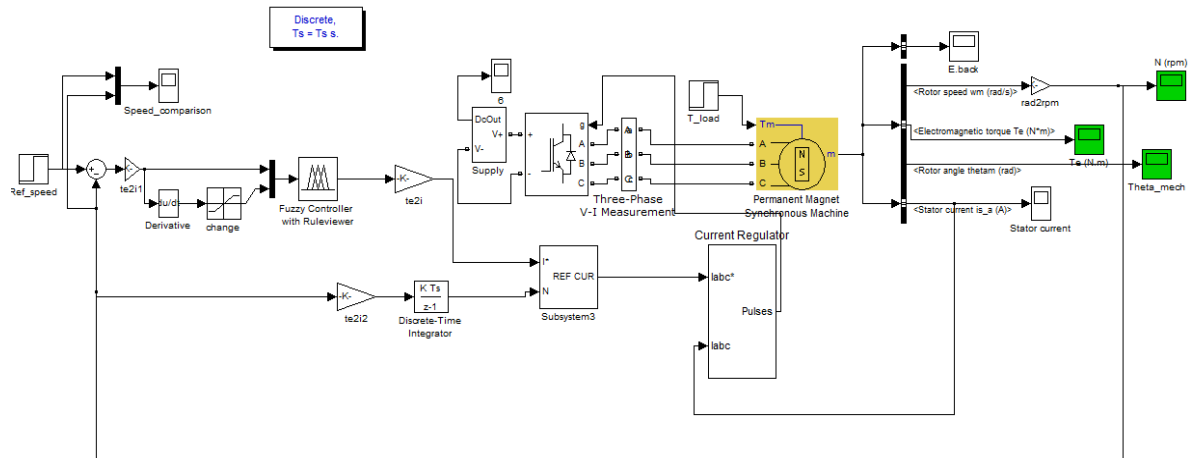 Discrete,
Ts = Ts s.
Speed_comparison
Ref_speed
+
-
-K-
te2i1
du/dt
Derivative
change
Fuzzy Controller
with Ruleviewer
-K-
te2i
6
DcOut
V+
V-
Supply
+
-
g
A
B
C
Three-Phase
V-I Measurement
T_load
Tm
A
B
C
N
S
m
Permanent Magnet
Synchronous Machine
E.back
N (rpm)
<Rotor speed wm (rad/s)>
rad2rpm
<Electromagnetic torque Te (N*m)>
Te (N.m)
<Rotor angle thetam (rad)>
Theta_mech
<Stator current is_a (A)>
Stator current
-K-
te2i2
K Ts
z-1
Discrete-Time
Integrator
I*
N
REF CUR
Subsystem3
Current Regulator
Iabc*
Iabc
Pulses